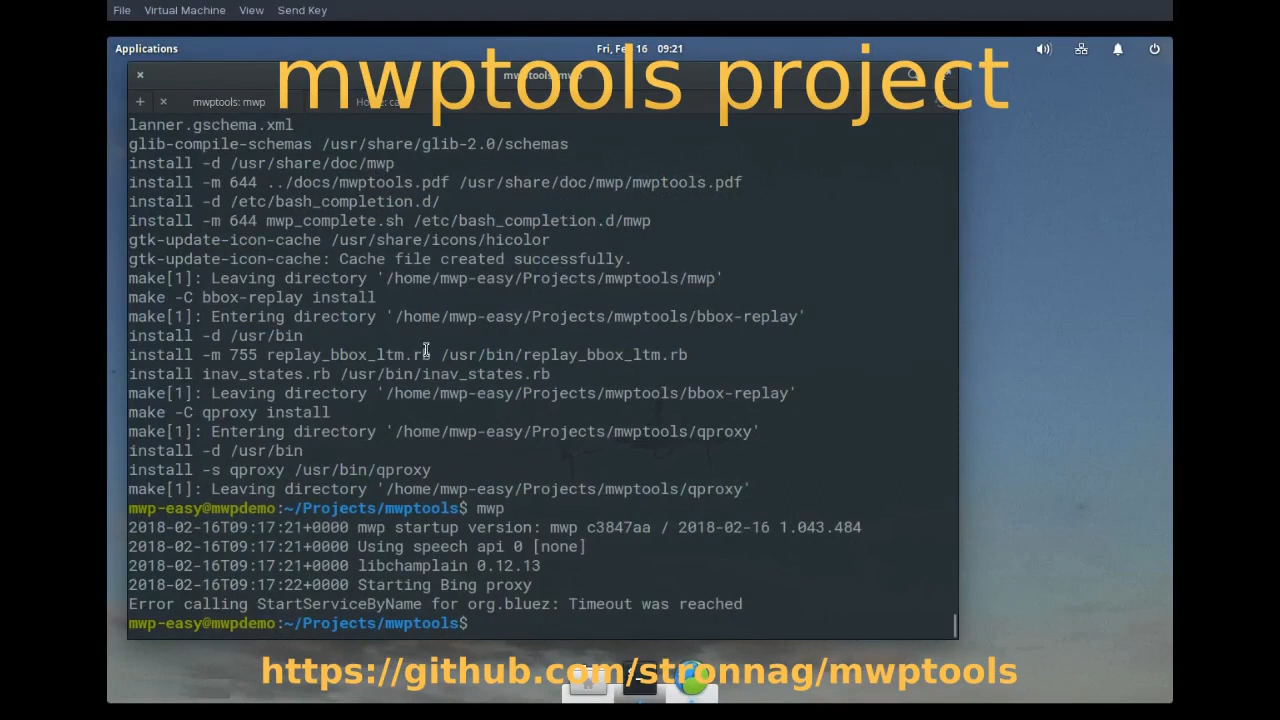 File Virtual Machine View Send Key
Applications
Fri, Fe 16 09:21
mwptools project
mwptools: mwp
lanner.gschema.xml
glib-compile-schemas /usr/share/glib-2.0/schemas
install -d /usr/share/doc/mwp
install -m 644 ../docs/mwptools.pdf /usr/share/doc/mwp/mwptools.pdf
install -d /etc/bash_completion.d/
install -m 644 mwp_complete.sh /etc/bash_completion.d/mwp
gtk-update-icon-cache /usr/share/icons/hicolor
gtk-update-icon-cache: Cache file created successfully.
make[1]: Leaving directory '/home/mwp-easy/Projects/mwptools/mwp'
make -C bbox-replay install
make[1]: Entering directory '/home/mwp-easy/Projects/mwptools/bbox-replay'
install -d /usr/bin
install -m 755 replay_bbox_ltm.rb /usr/bin/replay_bbox_ltm.rb
install inav_states.rb /usr/bin/inav_states.rb
make[1]: Leaving directory '/home/mwp-easy/Projects/mwptools/bbox-replay'
make -C qproxy install
make[1]: Entering directory '/home/mwp-easy/Projects/mwptools/qproxy'
install -d /usr/bin
install -s qproxy /usr/bin/qproxy
make[1]: Leaving directory '/home/mwp-easy/Projects/mwptools/qproxy'
mwp-easy@mwpdemo:~/Projects/mwptools$ mwp
2018-02-16T09:17:21+0000 mwp startup version: mwp c3847aa / 2018-02-16 1.043.484
2018-02-16T09:17:21+0000 Using speech api 0 [none]
2018-02-16T09:17:21+0000 libchamplain 0.12.13
2018-02-16T09:17:22+0000 Starting Bing proxy
Error calling StartServiceByName for org.bluez: Timeout was reached
mwp-easy@mwpdemo:~/Projects/mwptools$
https://github.com/stronnag/mwptools